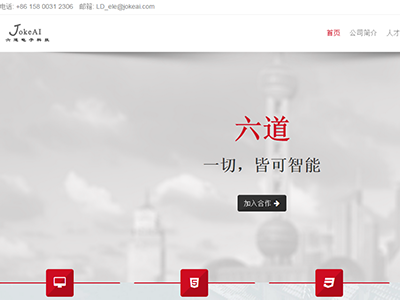 电话: +86 158 0031 2306 邮箱: LD_ele@jokeai.com
JokeAI
六道电子科技
首页 公司简介 人才
六道
一切，皆可智能
加入合作